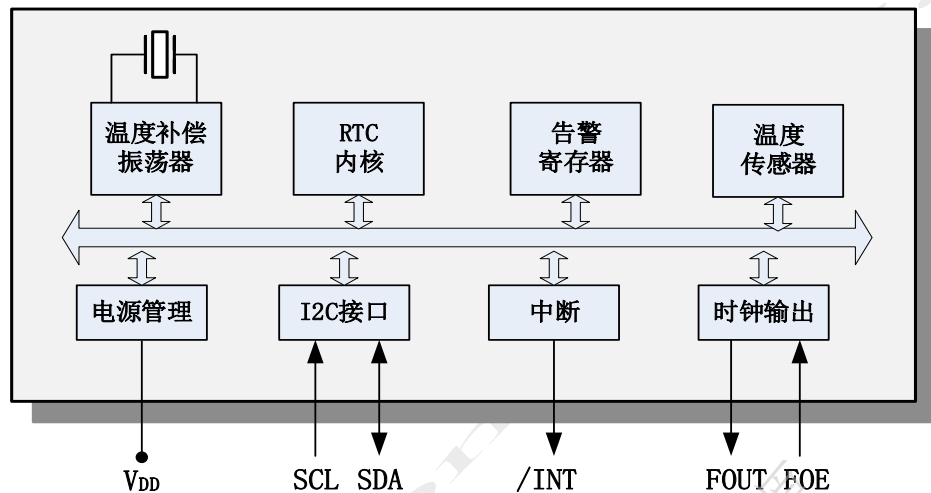 温度补偿
振荡器
RTC
内核
告警
寄存器
温度
传感器
电源管理
I2C接口
中断
时钟输出
VDD
SCL SDA
/INT
FOUT FOE